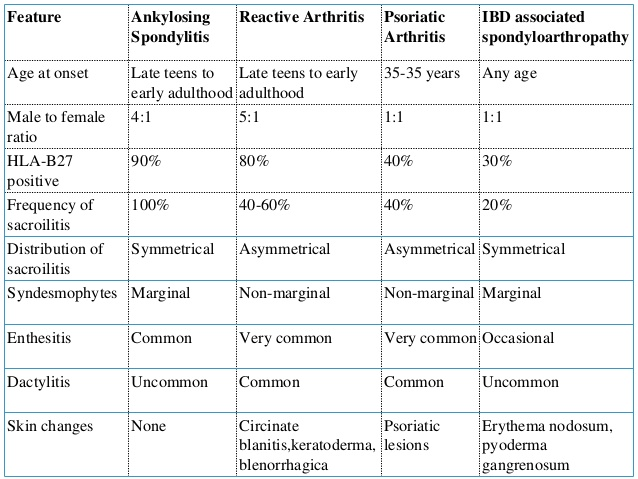 Feature Ankylosing Spondylitis Reactive Arthritis Psoriatic Arthritis IBD associated spondyloarthropathy
Age at onset Late teens to early adulthood Late teens to early adulthood 35-35 years Any age
Male to female ratio 4:1 5:1 1:1 1:1
HLA-B27 positive 90% 80% 40% 30%
Frequency of sacroilitis 100% 40-60% 40% 20%
Distribution of sacroilitis Symmetrical Asymmetrical Asymmetrical Symmetrical
Syndesmophytes Marginal Non-marginal Non-marginal Marginal
Enthesitis Common Very common Very common Occasional
Dactylitis Uncommon Common Common Uncommon
Skin changes None Circinate blanitis,keratoderma, blenorrhagica Psoriatic lesions Erythema nodosum, pyoderma gangrenosum